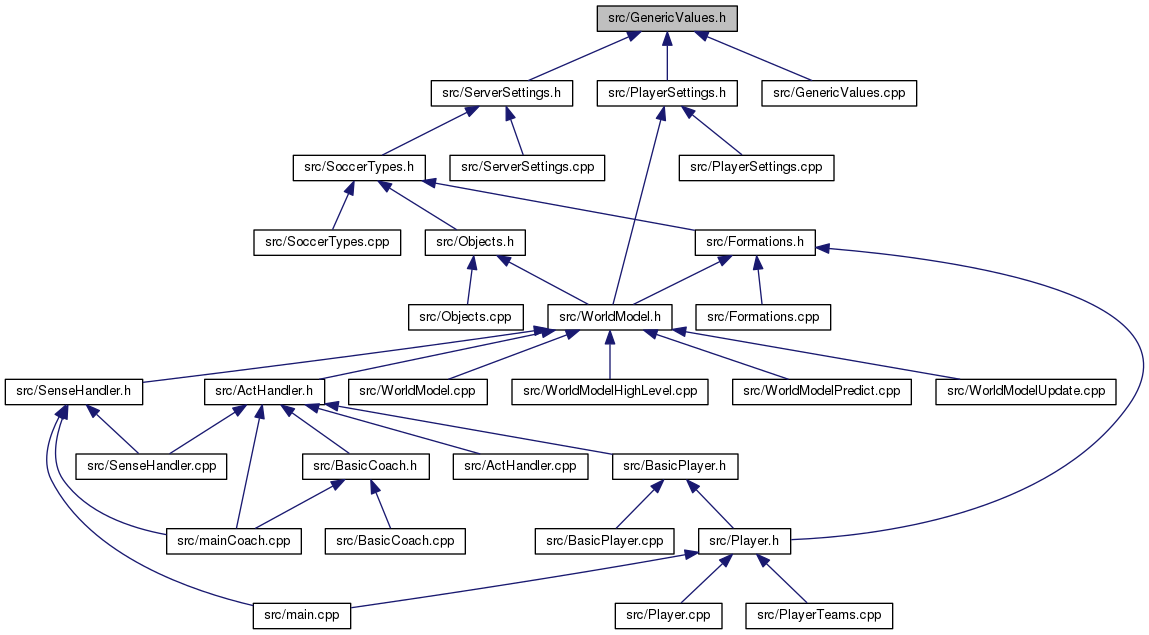 src/GenericValues.h
src/ServerSettings.h
src/PlayerSettings.h
src/GenericValues.cpp
src/SoccerTypes.h
src/ServerSettings.cpp
src/PlayerSettings.cpp
src/SoccerTypes.cpp
src/Objects.h
src/Formations.h
src/Objects.cpp
src/WorldModel.h
src/Formations.cpp
src/SenseHandler.h
src/ActHandler.h
src/WorldModel.cpp
src/WorldModelHighLevel.cpp
src/WorldModelPredict.cpp
src/WorldModelUpdate.cpp
src/SenseHandler.cpp
src/BasicCoach.h
src/ActHandler.cpp
src/BasicPlayer.h
src/mainCoach.cpp
src/BasicCoach.cpp
src/BasicPlayer.cpp
src/Player.h
src/main.cpp
src/Player.cpp
src/PlayerTeams.cpp